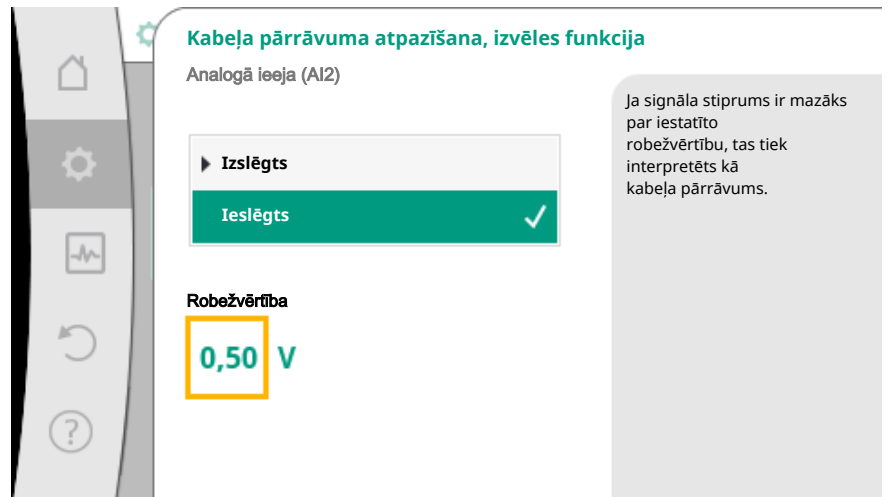 Kabeļa pārrāvuma atpazīšana, izvēles funkcija
Analogā ieeja (AI2)
Izslēgts
Ieslēgts
Robežvērtība
0,50 V
Ja signāla stiprums ir mazāks
par iestatīto
robežvērtību, tas tiek
interpretēts kā
kabeļa pārrāvums.